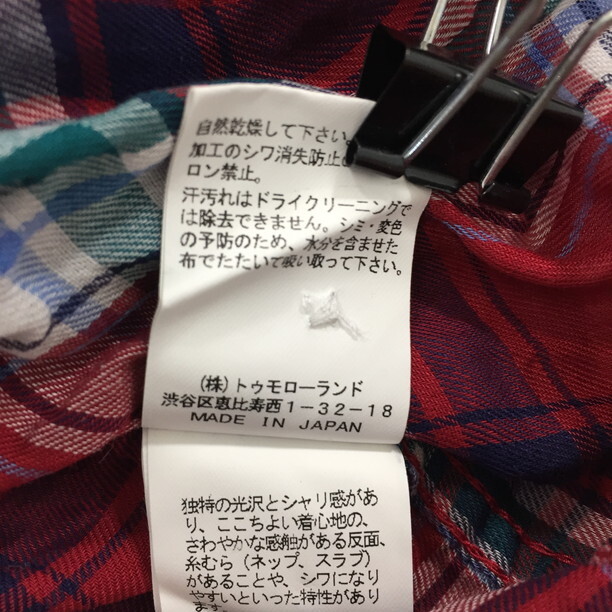 自然乾燥して下さい。
加工のシワ消失防止の
ロン禁止。
汗汚れはドライクリーニングで
は除去できません。シミ・変色
の予防のため、水分を含ませた
布でたたいて吸い取って下さい。
(株)トゥモローランド
渋谷区恵比寿西1-32-18
MADE IN JAPAN
独特の光沢とシャリ感があ
り、ここちよい着心地の、
さわやかな感触がある反面、
糸むら(ネップ、スラブ)
があることや、シワになり
やすいといった特性があり
ます。